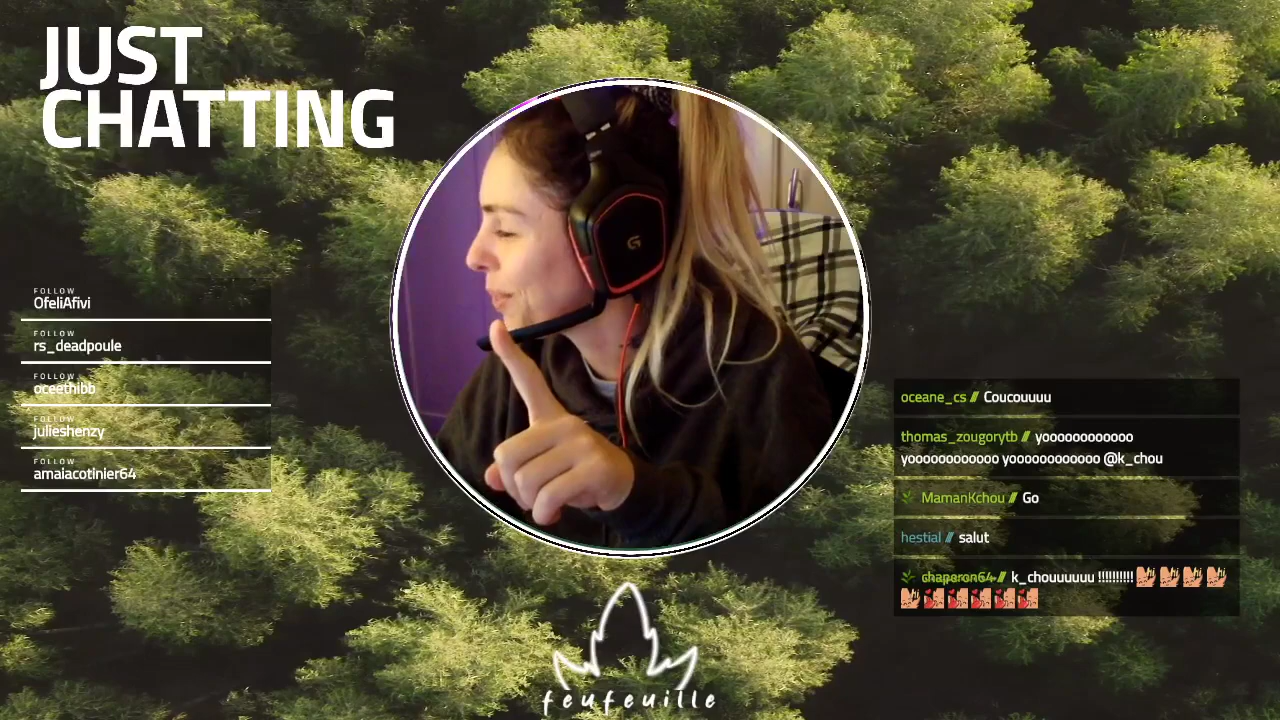 JUST
CHATTING
FOLLOW
OfeliAfivi
FOLLOW
rs_deadpoule
FOLLOW
oceethibb
FOLLOW
julieshenzy
FOLLOW
amaiacotinier64
oceane_cs // Coucouuuu
thomas_zougorytb // yoooooooooooo
yoooooooooooo yoooooooooooo @k_chou
MamanKchou // Go
hestial // salut
chaperon64 // k_chouuuuuu !!!!!!!!!!
feufeuille